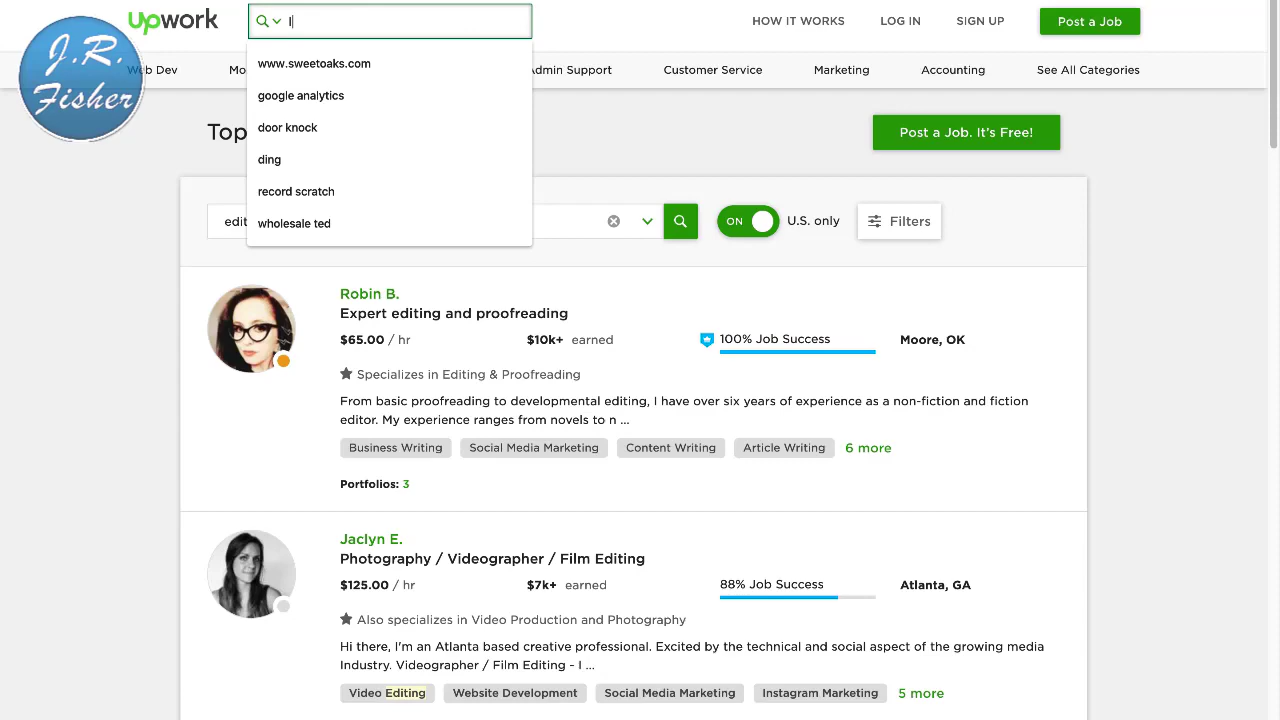 upwork
l
HOW IT WORKS
LOG IN
SIGN UP
Post a Job
J.R.
Fisher
Web Dev
Mo
Admin Support
Customer Service
Marketing
Accounting
See All Categories
www.sweetoaks.com
google analytics
door knock
ding
record scratch
wholesale ted
Top
Post a Job. It's Free!
edit
ON
U.S. only
Filters
Robin B.
Expert editing and proofreading
$65.00 / hr
$10k+ earned
100% Job Success
Moore, OK
Specializes in Editing & Proofreading
From basic proofreading to developmental editing, I have over six years of experience as a non-fiction and fiction
editor. My experience ranges from novels to n ...
Business Writing
Social Media Marketing
Content Writing
Article Writing
6 more
Portfolios: 3
Jaclyn E.
Photography / Videographer / Film Editing
$125.00 / hr
$7k+ earned
88% Job Success
Atlanta, GA
Also specializes in Video Production and Photography
Hi there, I'm an Atlanta based creative professional. Excited by the technical and social aspect of the growing media
Industry. Videographer / Film Editing - I ...
Video Editing
Website Development
Social Media Marketing
Instagram Marketing
5 more